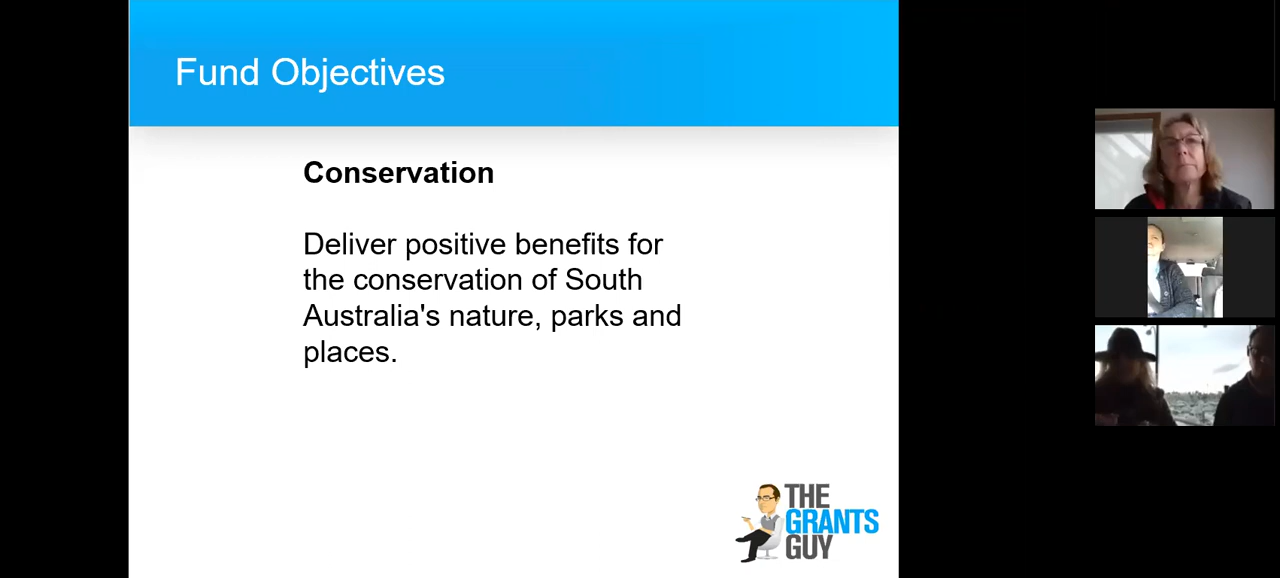 Fund Objectives
Conservation
Deliver positive benefits for
the conservation of South
Australia's nature, parks and
places.
THE
GRANTS
GUY